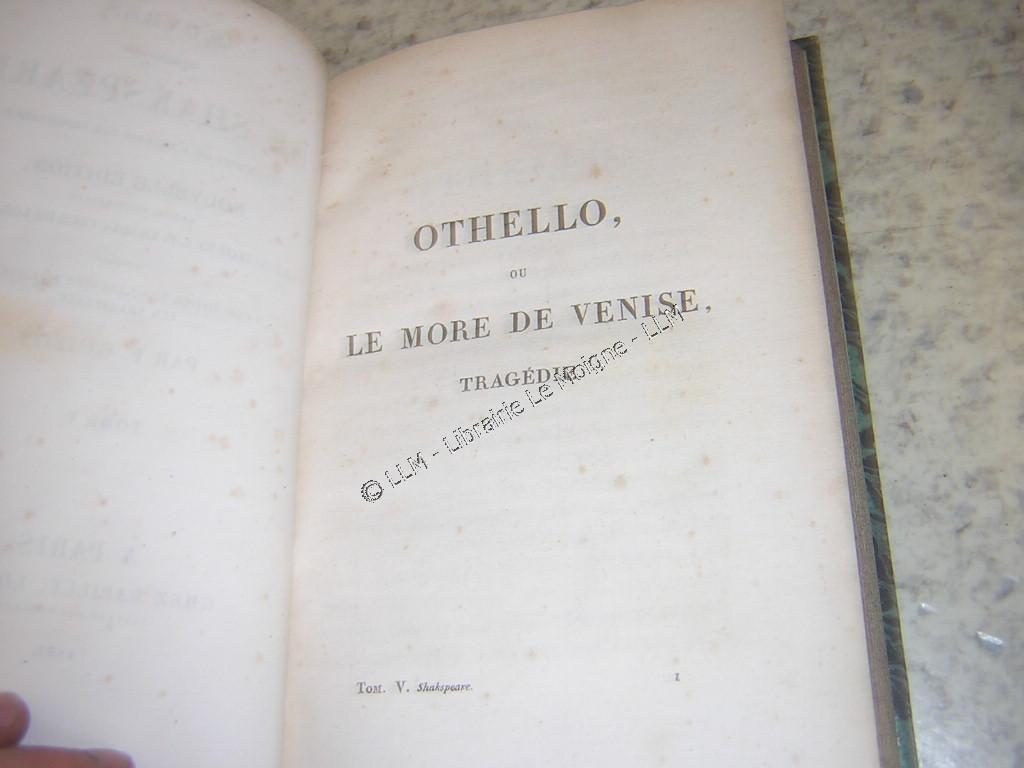 OTHELLO,
OU
LE MORE DE VENISE,
TRAGÉDIE
© LLM - Librairie Le Moigne - LLM
Tom. V. Shakspeare.
1